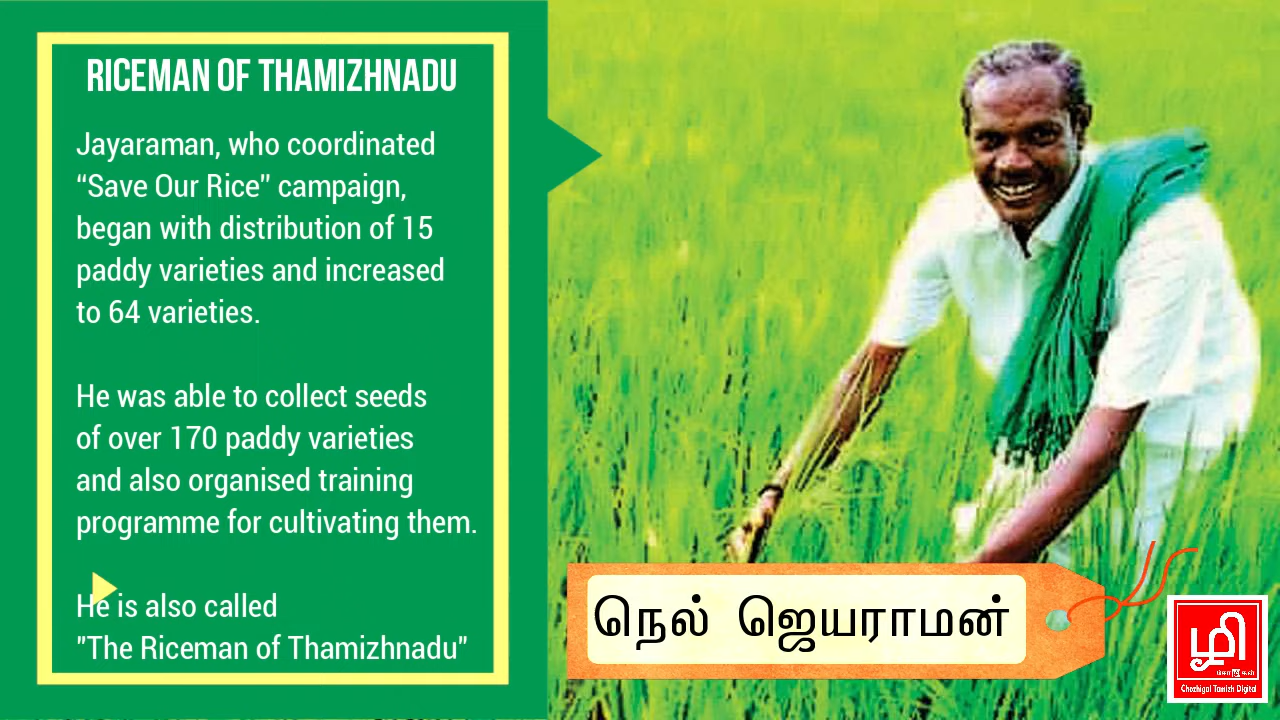 RICEMAN OF THAMIZHNADU
Jayaraman, who coordinated
“Save Our Rice” campaign,
began with distribution of 15
paddy varieties and increased
to 64 varieties.
He was able to collect seeds
of over 170 paddy varieties
and also organised training
programme for cultivating them.
He is also called
"The Riceman of Thamizhnadu"
நெல் ஜெயராமன்
ழி
Chozhigal Tamizh Digital